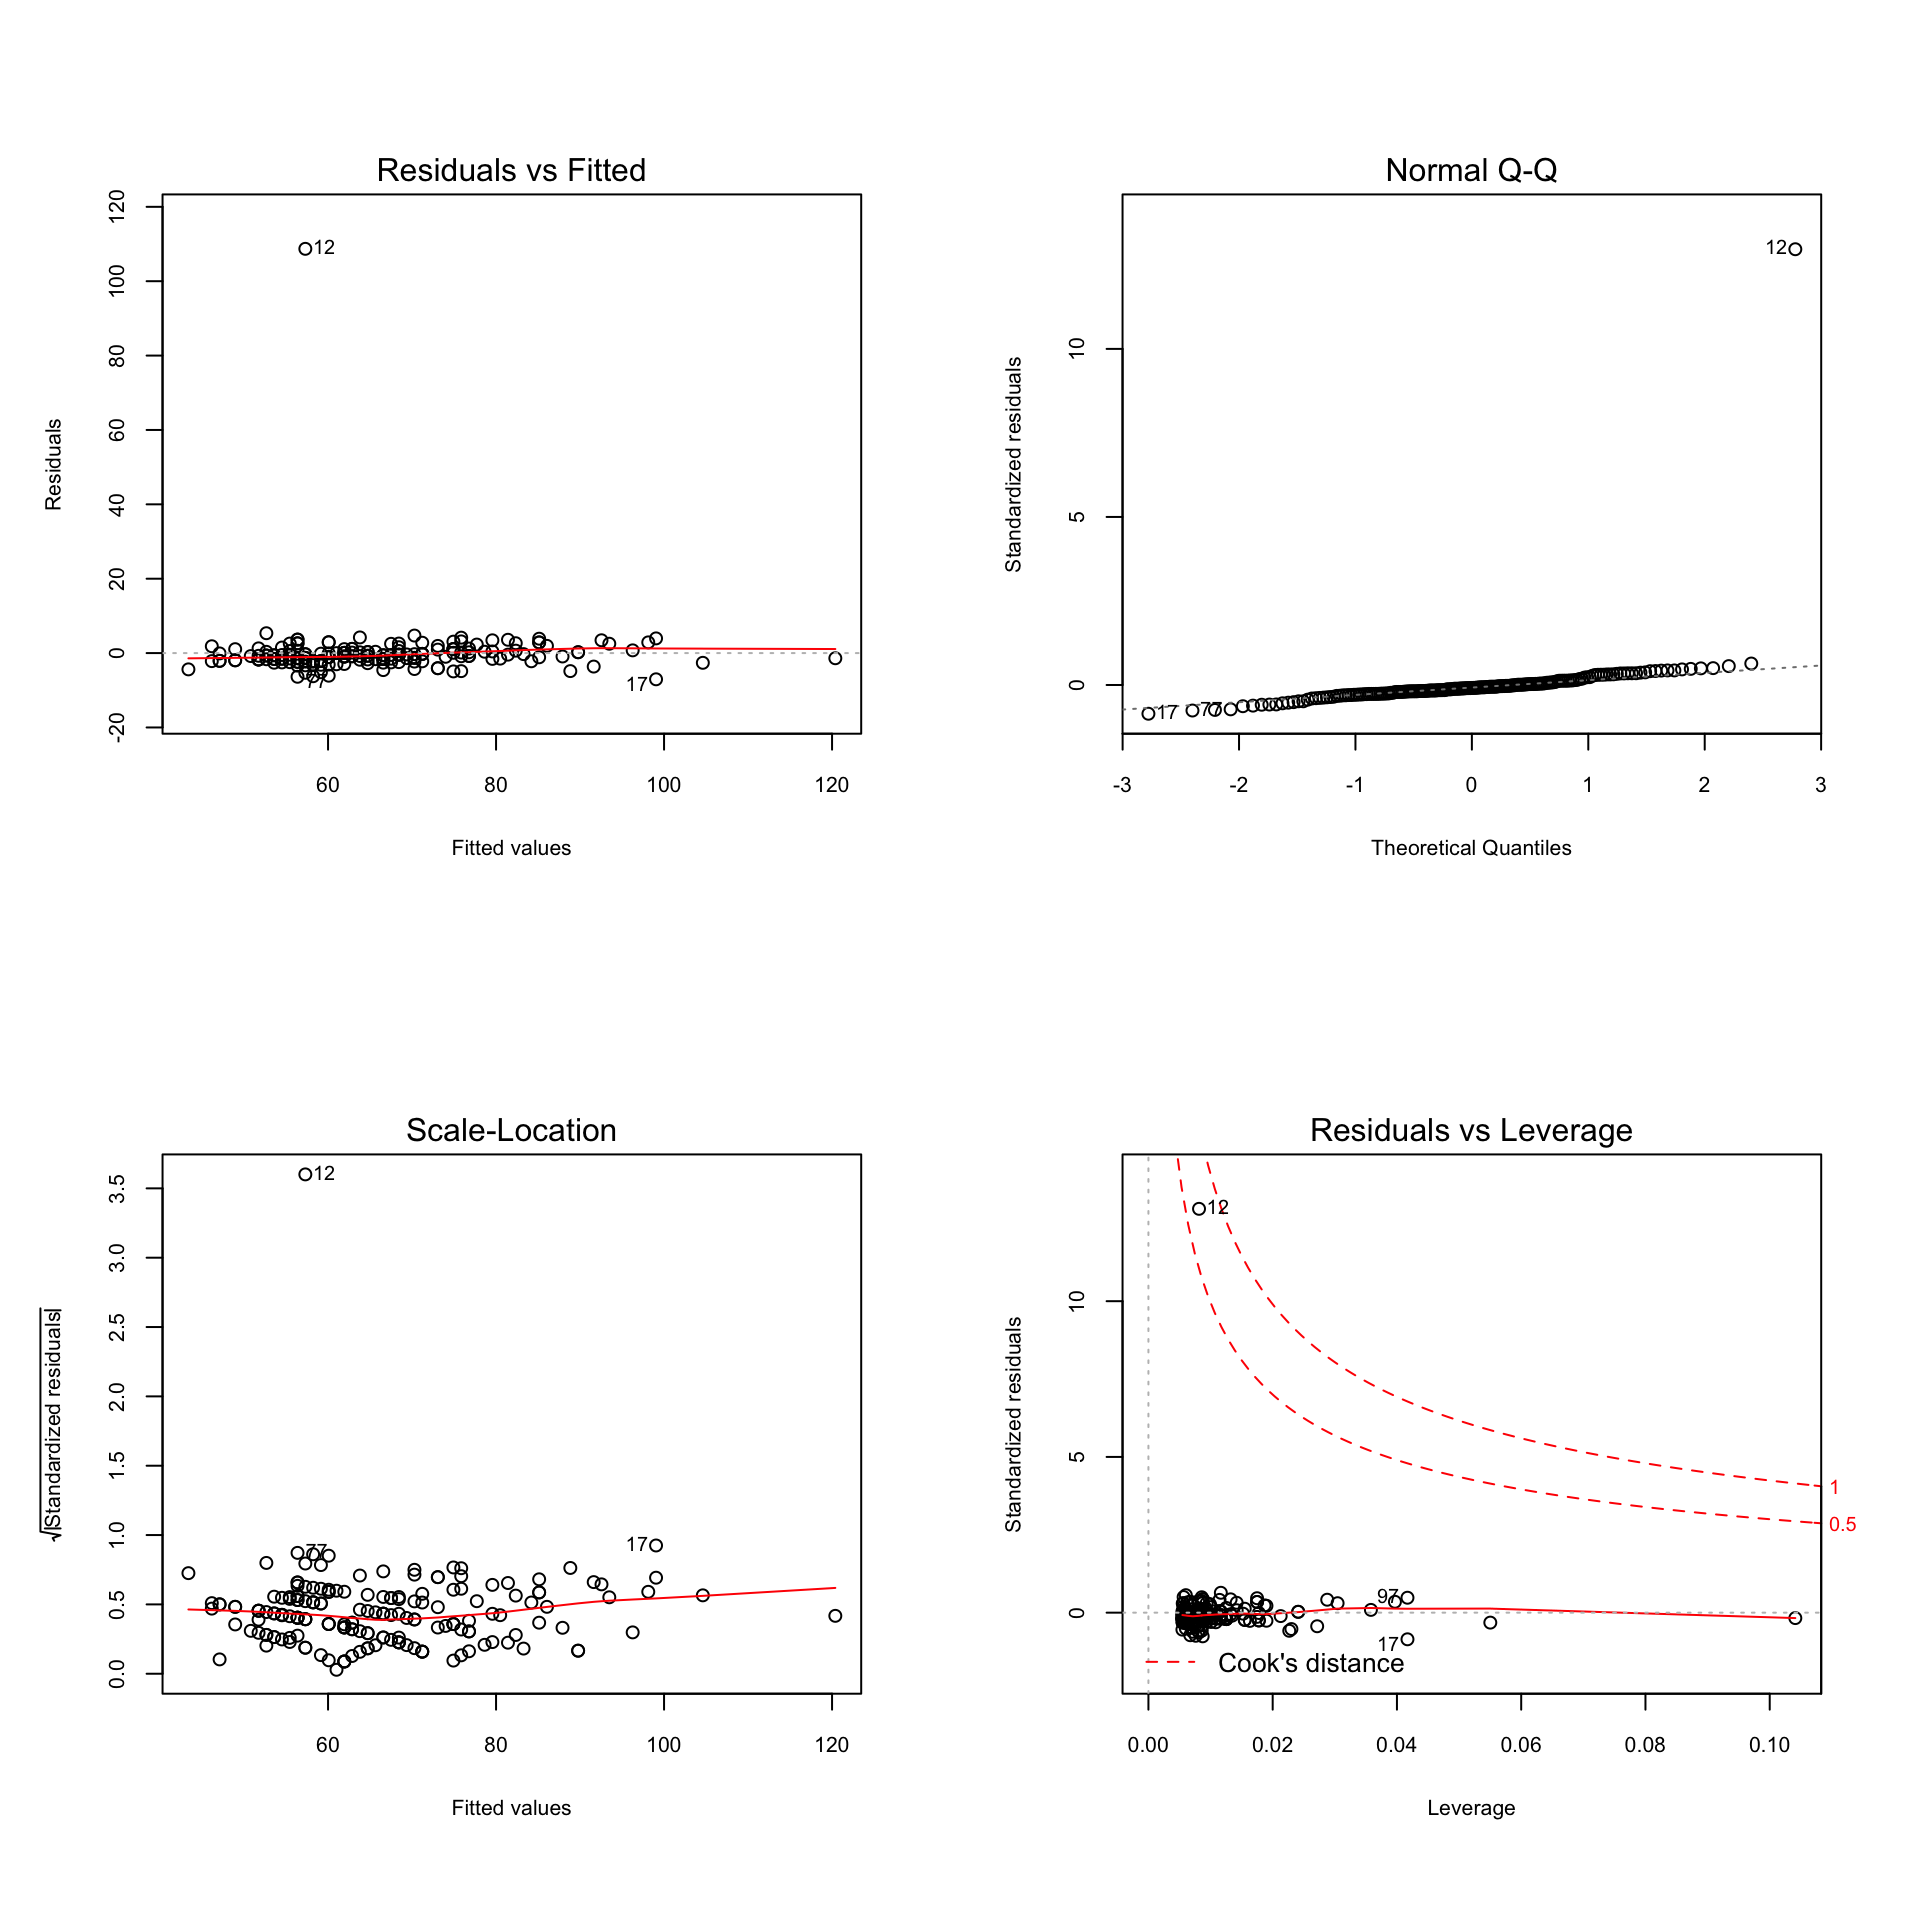 Residuals vs Fitted
120
100
80
60
40
20
0
-20
Residuals
12
77
17
60 80 100 120
Fitted values
Normal Q-Q
10
5
0
Standardized residuals
12
17
77
-3 -2 -1 0 1 2 3
Theoretical Quantiles
Scale-Location
3.5
3.0
2.5
2.0
1.5
1.0
0.5
0.0
√|Standardized residuals|
12
77
17
60 80 100 120
Fitted values
Residuals vs Leverage
10
5
0
Standardized residuals
12
97
17
1
0.5
Cook's distance
0.00 0.02 0.04 0.06 0.08 0.10
Leverage